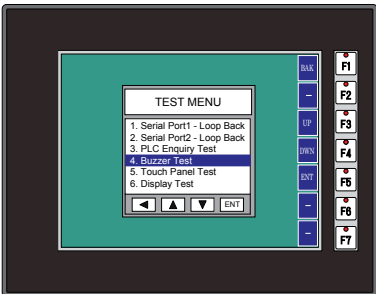 TEST MENU
1. Serial Port1 - Loop Back
2. Serial Port2 - Loop Back
3. PLC Enquiry Test
4. Buzzer Test
5. Touch Panel Test
6. Display Test
ENT
BAK
-
UP
DWN
ENT
-
-
F1
F2
F3
F4
F5
F6
F7